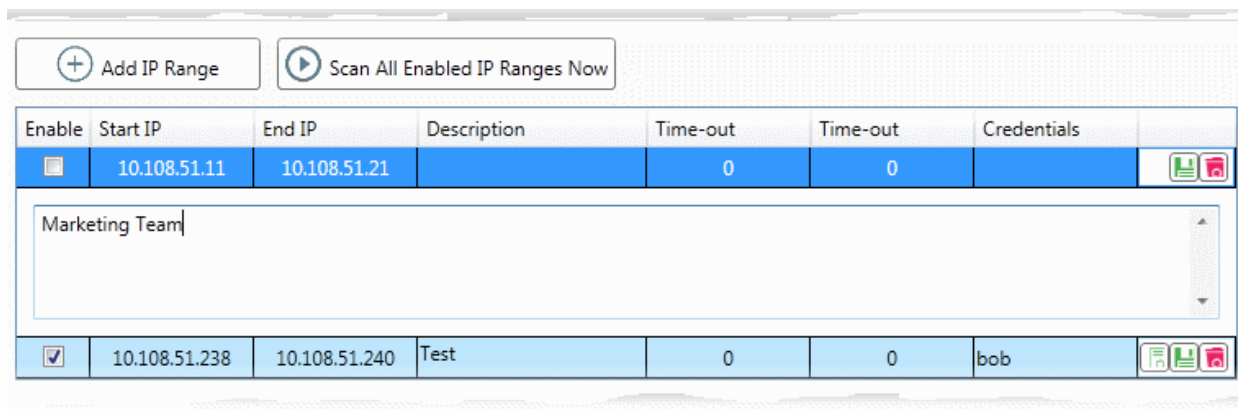 Add IP Range Scan All Enabled IP Ranges Now
Enable Start IP End IP Description Time-out Time-out Credentials
10.108.51.11 10.108.51.21 0 0
Marketing Team
10.108.51.238 10.108.51.240 Test 0 0 bob